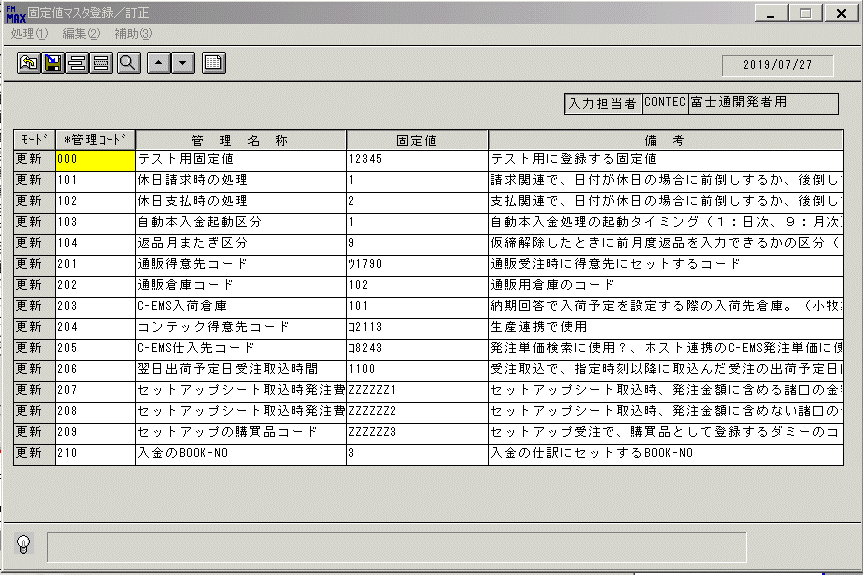 FM MAX 固定値マスタ登録／訂正
処理(1) 編集(2) 補助(3)
2019/07/27
入力担当者 CONTEC 富士通開発者用
ﾓｰﾄﾞ *管理ｺｰﾄﾞ 管理名称 固定値 備考
更新 000 テスト用固定値 12345 テスト用に登録する固定値
更新 101 休日請求時の処理 1 請求関連で、日付が休日の場合に前倒しするか、後倒し
更新 102 休日支払時の処理 2 支払関連で、日付が休日の場合に前倒しするか、後倒し
更新 103 自動本入金起動区分 1 自動本入金処理の起動タイミング（１：日次、９：月次
更新 104 返品月またぎ区分 9 仮締解除したときに前月度返品を入力できるかの区分（
更新 201 通販得意先コード ﾂ1790 通販受注時に得意先にセットするコード
更新 202 通販倉庫コード 102 通販用倉庫のコード
更新 203 C-EMS入荷倉庫 101 納期回答で入荷予定を設定する際の入荷先倉庫。（小牧
更新 204 コンテック得意先コード ｺ2113 生産連携で使用
更新 205 C-EMS仕入先コード ｺ8243 発注単価検索に使用？、ホスト連携のC-EMS発注単価に使
更新 206 翌日出荷予定日受注取込時間 1100 受注取込で、指定時刻以降に取込んだ受注の出荷予定日
更新 207 セットアップシート取込時発注費 ZZZZZZ1 セットアップシート取込時、発注金額に含める諸口の金
更新 208 セットアップシート取込時発注費 ZZZZZZ2 セットアップシート取込時、発注金額に含めない諸口の
更新 209 セットアップの購買品コード ZZZZZZ3 セットアップ受注で、購買品として登録するダミーのコ
更新 210 入金のBOOK-NO 3 入金の仕訳にセットするBOOK-NO